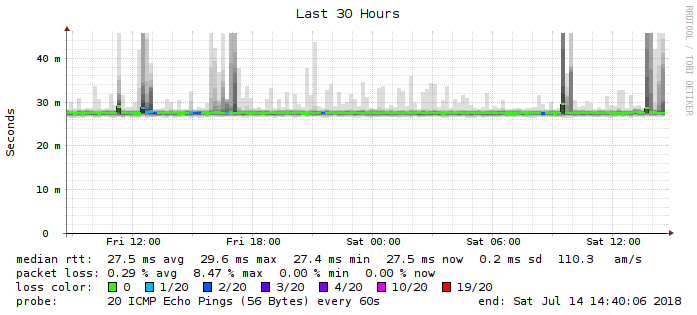 Last 30 Hours
RRDTOOL / TOBI OETIKER
Seconds
40 m
30 m
20 m
10 m
0
Fri 12:00 Fri 18:00 Sat 00:00 Sat 06:00 Sat 12:00
median rtt: 27.5 ms avg 29.6 ms max 27.4 ms min 27.5 ms now 0.2 ms sd 110.3 am/s
packet loss: 0.29 % avg 8.47 % max 0.00 % min 0.00 % now
loss color: 0 1/20 2/20 3/20 4/20 10/20 19/20
probe: 20 ICMP Echo Pings (56 Bytes) every 60s end: Sat Jul 14 14:40:06 2018